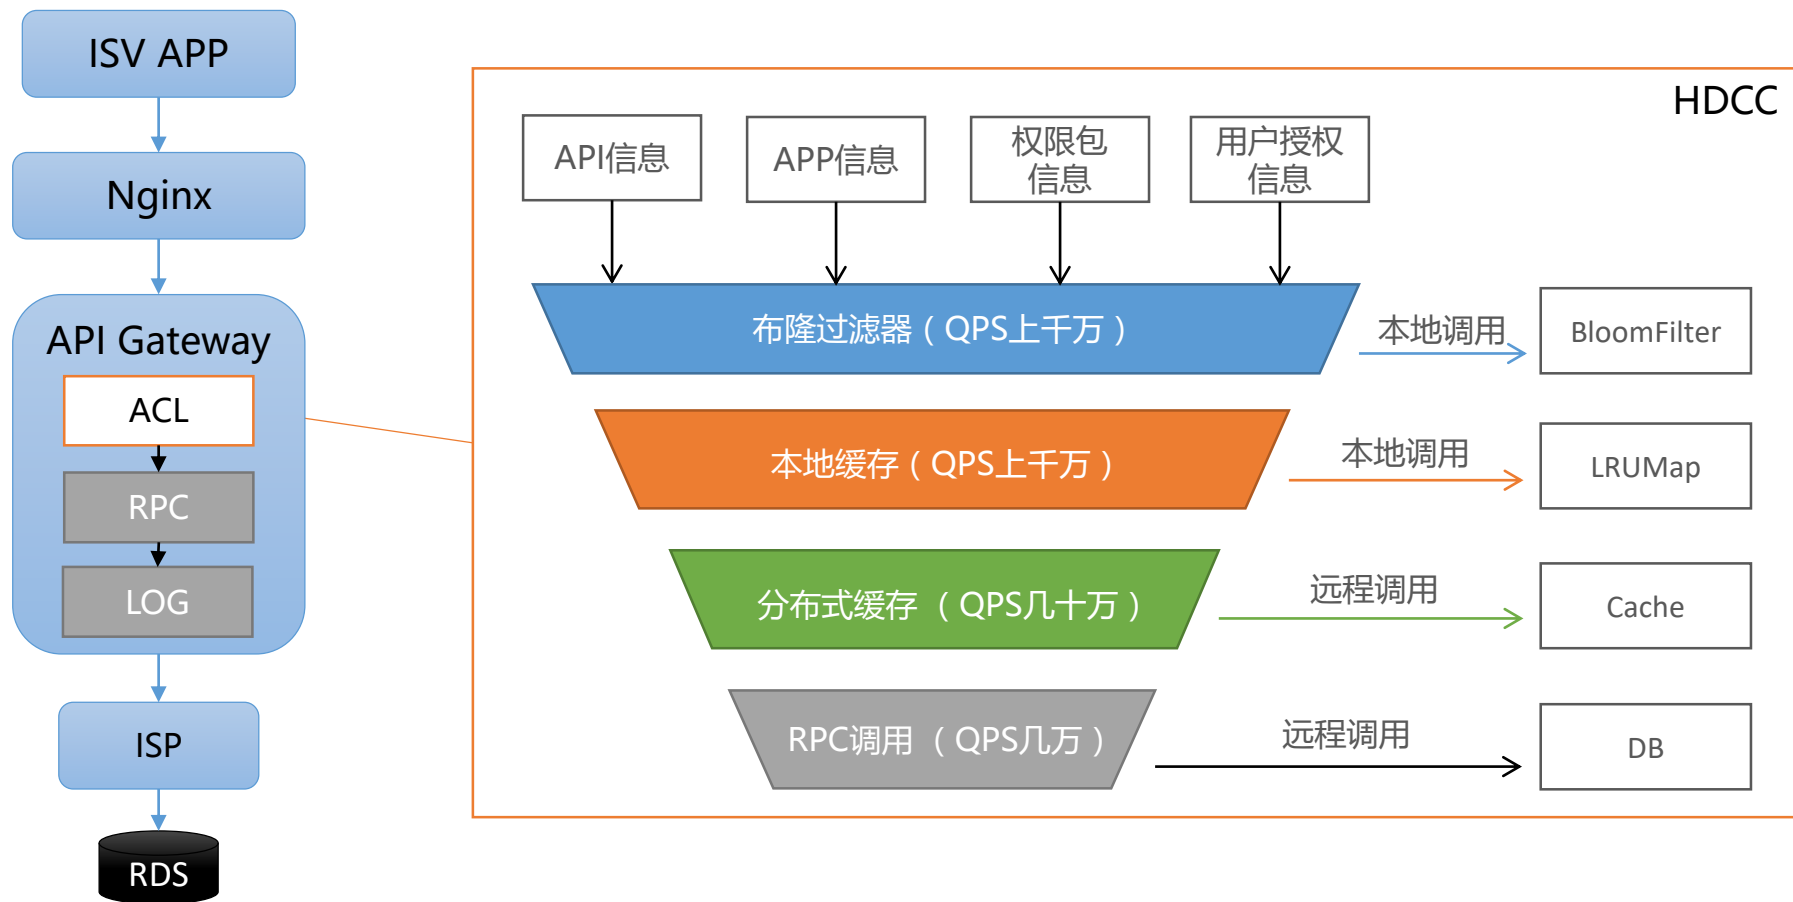 ISV APP
Nginx
API Gateway
ACL
RPC
LOG
ISP
RDS
HDCC
API信息
APP信息
权限包
信息
用户授权
信息
布隆过滤器（QPS上千万）
本地调用
BloomFilter
本地缓存（QPS上千万）
本地调用
LRUMap
分布式缓存 （QPS几十万）
远程调用
Cache
RPC调用 （QPS几万）
远程调用
DB